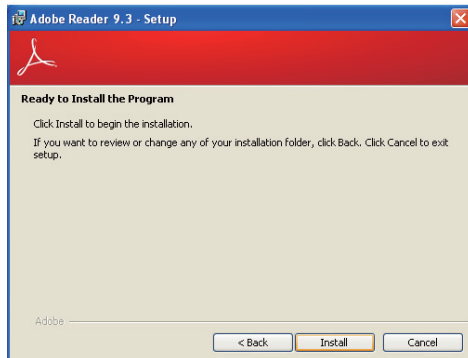 Adobe Reader 9.3 - Setup
Ready to Install the Program
Click Install to begin the installation.
If you want to review or change any of your installation folder, click Back. Click Cancel to exit
setup.
Adobe
< Back Install Cancel